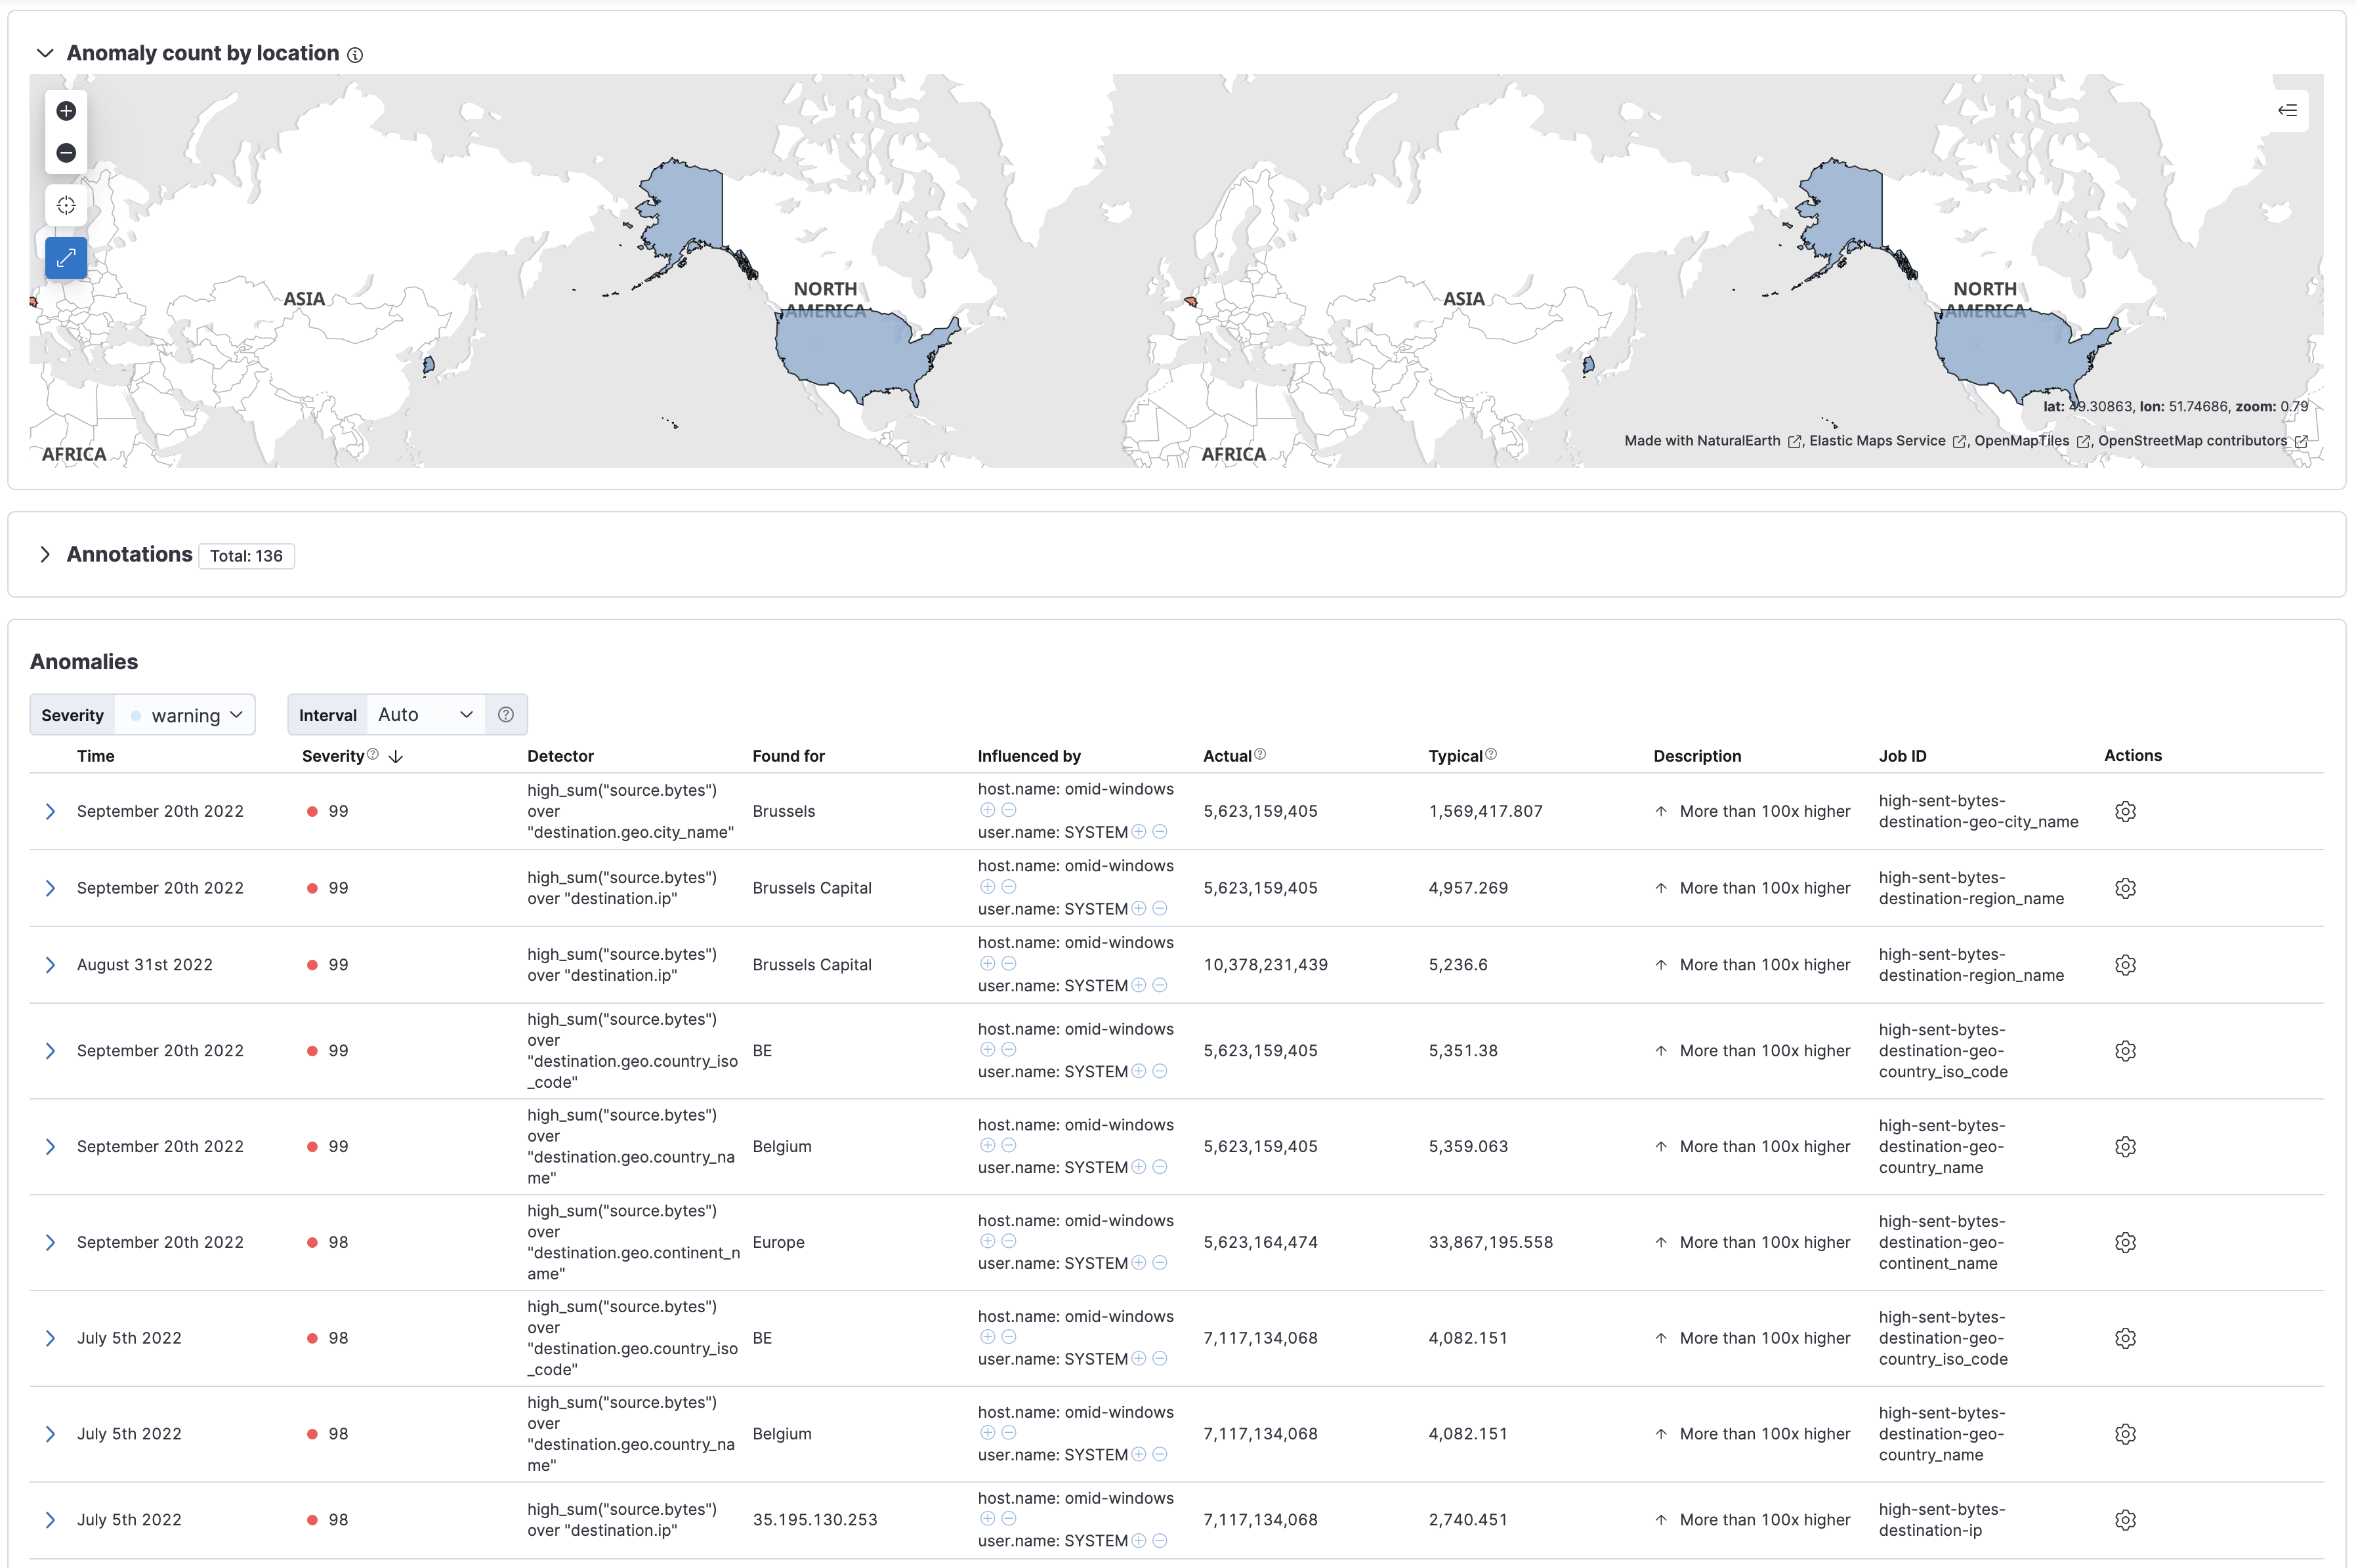 Anomaly count by location
ASIA
NORTH
AMERICA
AFRICA
ASIA
NORTH
AMERICA
AFRICA
lat: 49.30863, lon: 51.74686, zoom: 0.79
Made with NaturalEarth , Elastic Maps Service , OpenMapTiles , OpenStreetMap contributors
Annotations Total: 136
Anomalies
Severity warning Interval Auto
Time Severity Detector Found for Influenced by Actual Typical Description Job ID Actions
September 20th 2022
99
high_sum("source.bytes")
over
"destination.geo.city_name"
Brussels
host.name: omid-windows
user.name: SYSTEM
5,623,159,405
1,569,417.807
More than 100x higher
high-sent-bytes-
destination-geo-city_name
September 20th 2022
99
high_sum("source.bytes")
over "destination.ip"
Brussels Capital
host.name: omid-windows
user.name: SYSTEM
5,623,159,405
4,957.269
More than 100x higher
high-sent-bytes-
destination-region_name
August 31st 2022
99
high_sum("source.bytes")
over "destination.ip"
Brussels Capital
host.name: omid-windows
user.name: SYSTEM
10,378,231,439
5,236.6
More than 100x higher
high-sent-bytes-
destination-region_name
September 20th 2022
99
high_sum("source.bytes")
over
"destination.geo.country_iso
_code"
BE
host.name: omid-windows
user.name: SYSTEM
5,623,159,405
5,351.38
More than 100x higher
high-sent-bytes-
destination-geo-
country_iso_code
September 20th 2022
99
high_sum("source.bytes")
over
"destination.geo.country_na
me"
Belgium
host.name: omid-windows
user.name: SYSTEM
5,623,159,405
5,359.063
More than 100x higher
high-sent-bytes-
destination-geo-
country_name
September 20th 2022
98
high_sum("source.bytes")
over
"destination.geo.continent_n
ame"
Europe
host.name: omid-windows
user.name: SYSTEM
5,623,164,474
33,867,195.558
More than 100x higher
high-sent-bytes-
destination-geo-
continent_name
July 5th 2022
98
high_sum("source.bytes")
over
"destination.geo.country_iso
_code"
BE
host.name: omid-windows
user.name: SYSTEM
7,117,134,068
4,082.151
More than 100x higher
high-sent-bytes-
destination-geo-
country_iso_code
July 5th 2022
98
high_sum("source.bytes")
over
"destination.geo.country_na
me"
Belgium
host.name: omid-windows
user.name: SYSTEM
7,117,134,068
4,082.151
More than 100x higher
high-sent-bytes-
destination-geo-
country_name
July 5th 2022
98
high_sum("source.bytes")
over "destination.ip"
35.195.130.253
host.name: omid-windows
user.name: SYSTEM
7,117,134,068
2,740.451
More than 100x higher
high-sent-bytes-
destination-ip